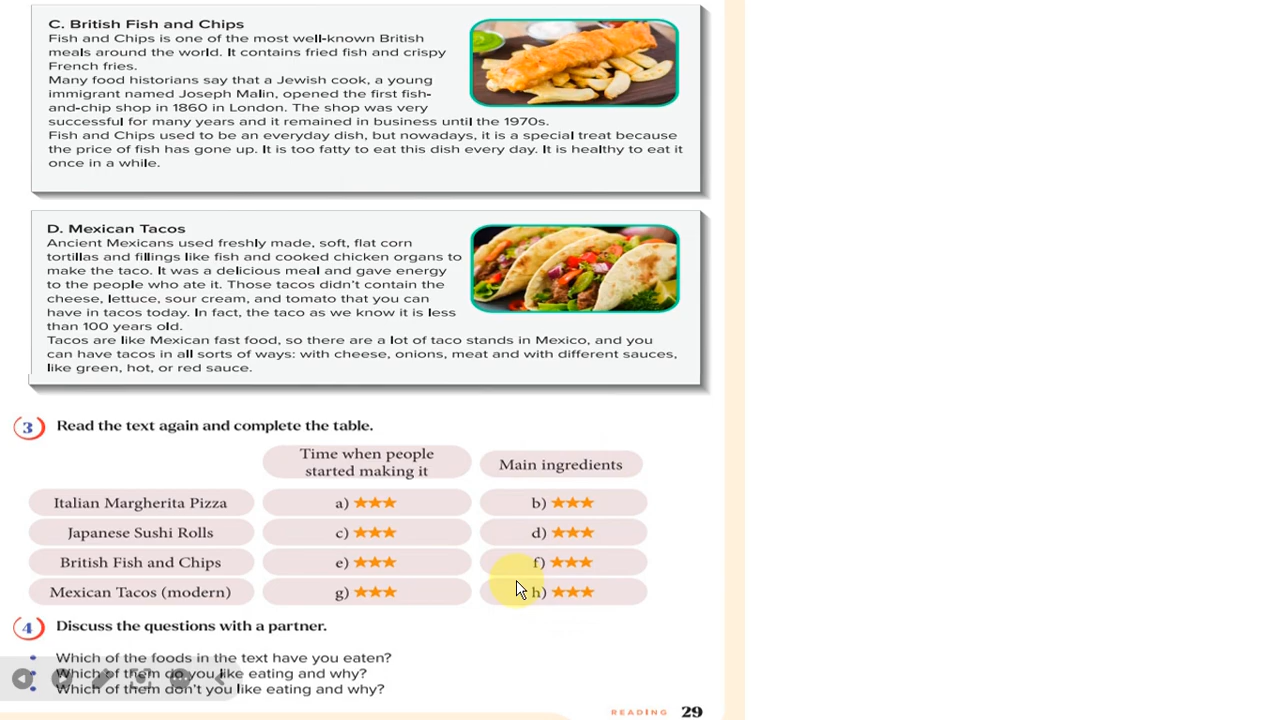 C. British Fish and Chips
Fish and Chips is one of the most well-known British
meals around the world. It contains fried fish and crispy
French fries.
Many food historians say that a Jewish cook, a young
immigrant named Joseph Malin, opened the first fish-
and-chip shop in 1860 in London. The shop was very
successful for many years and it remained in business until the 1970s.
Fish and Chips used to be an everyday dish, but nowadays, it is a special treat because
the price of fish has gone up. It is too fatty to eat this dish every day. It is healthy to eat it
once in a while.
D. Mexican Tacos
Ancient Mexicans used freshly made, soft, flat corn
tortillas and fillings like fish and cooked chicken organs to
make the taco. It was a delicious meal and gave energy
to the people who ate it. Those tacos didn't contain the
cheese, lettuce, sour cream, and tomato that you can
have in tacos today. In fact, the taco as we know it is less
than 100 years old.
Tacos are like Mexican fast food, so there are a lot of taco stands in Mexico, and you
can have tacos in all sorts of ways: with cheese, onions, meat and with different sauces,
like green, hot, or red sauce.
3 Read the text again and complete the table.
Time when people
started making it
Main ingredients
Italian Margherita Pizza a) ★★★ b) ★★★
Japanese Sushi Rolls c) ★★★ d) ★★★
British Fish and Chips e) ★★★ f) ★★★
Mexican Tacos (modern) g) ★★★ h) ★★★
4 Discuss the questions with a partner.
• Which of the foods in the text have you eaten?
• Which of them do you like eating and why?
• Which of them don't you like eating and why?
READING 29